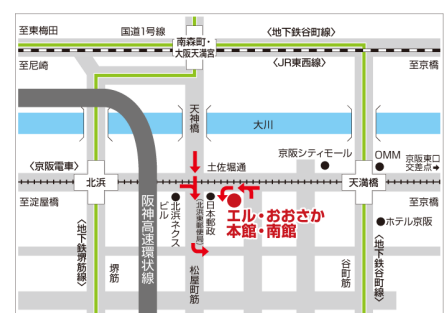 至東梅田
国道1号線
〈地下鉄谷町線〉
南森町・
大阪天満宮
至尼崎
〈JR東西線〉
至京橋
天神橋
大川
京阪シティモール
OMM
京阪東口
交差点➡
〈京阪電車〉
土佐堀通
北浜
天満橋
至淀屋橋
至京橋
阪神高速環状線
北浜ネクス
ビル
日本郵政
(北浜東郵便局)
エル・おおさか
本館・南館
ホテル京阪
〈地下鉄堺筋線〉
堺筋
松屋町筋
谷町筋
〈地下鉄谷町線〉